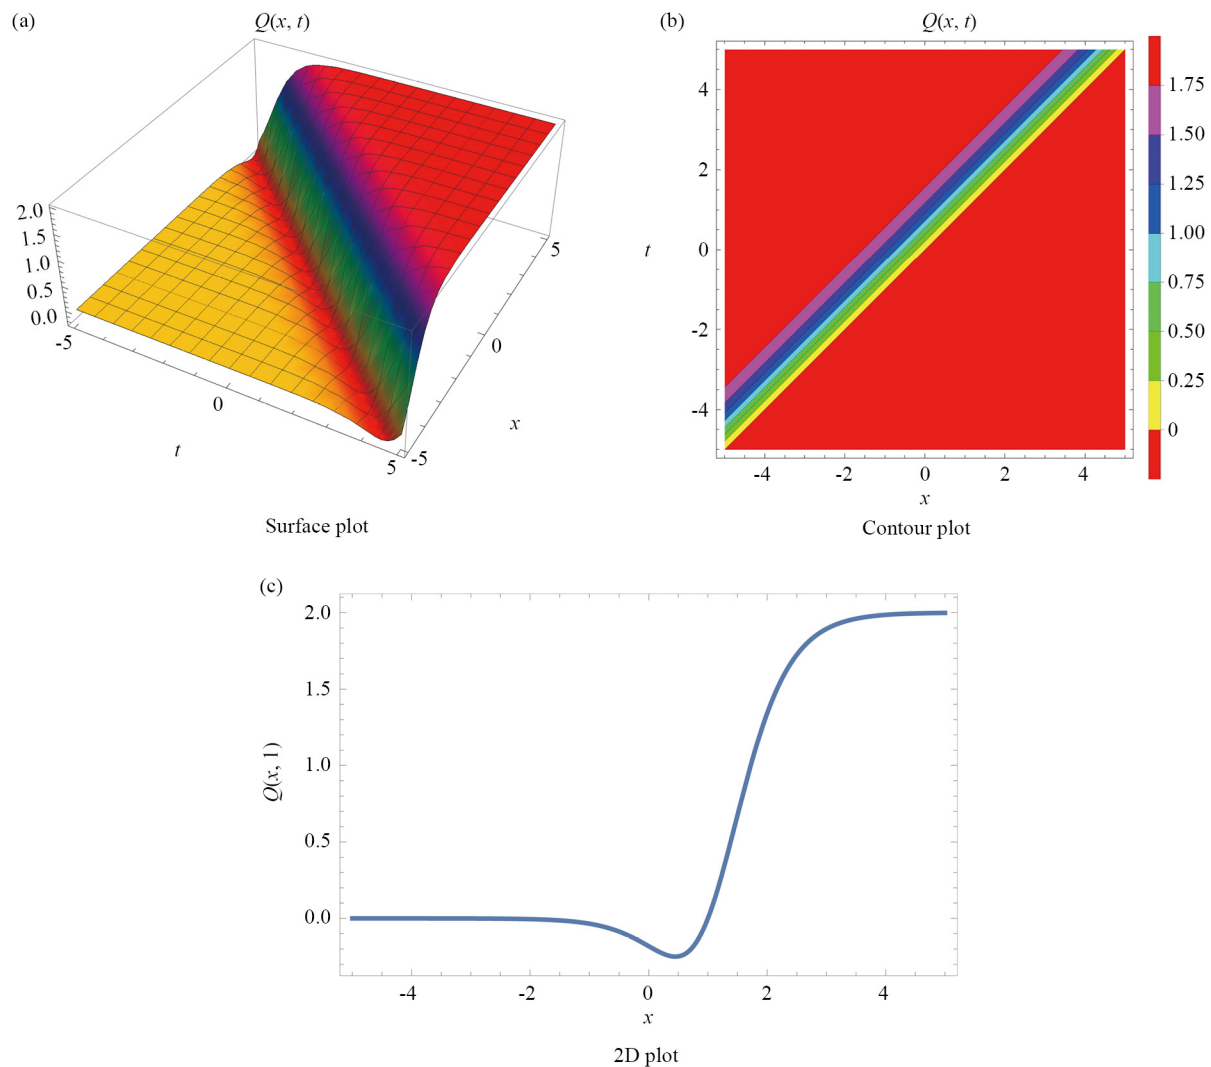 (a)
Q(x, t)
2.0
1.5
1.0
0.5
0.0
-5
0
5
t
-5
0
5
x
Surface plot
(b)
Q(x, t)
4
2
0
-2
-4
t
-4
-2
0
2
4
x
1.75
1.50
1.25
1.00
0.75
0.50
0.25
0
Contour plot
(c)
2.0
1.5
1.0
0.5
0.0
Q(x, 1)
-4
-2
0
2
4
x
2D plot